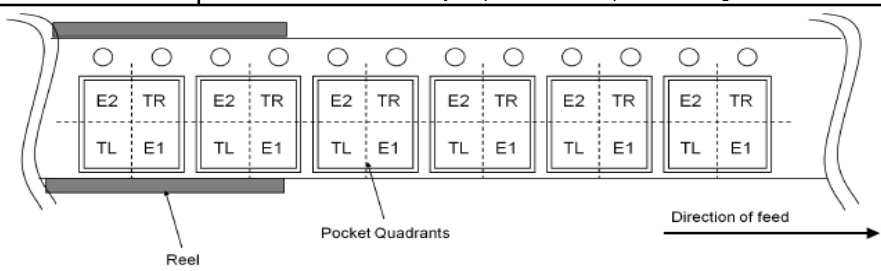 E2 TR E2 TR E2 TR E2 TR E2 TR E2 TR
TL E1 TL E1 TL E1 TL E1 TL E1 TL E1
Direction of feed
Pocket Quadrants
Reel